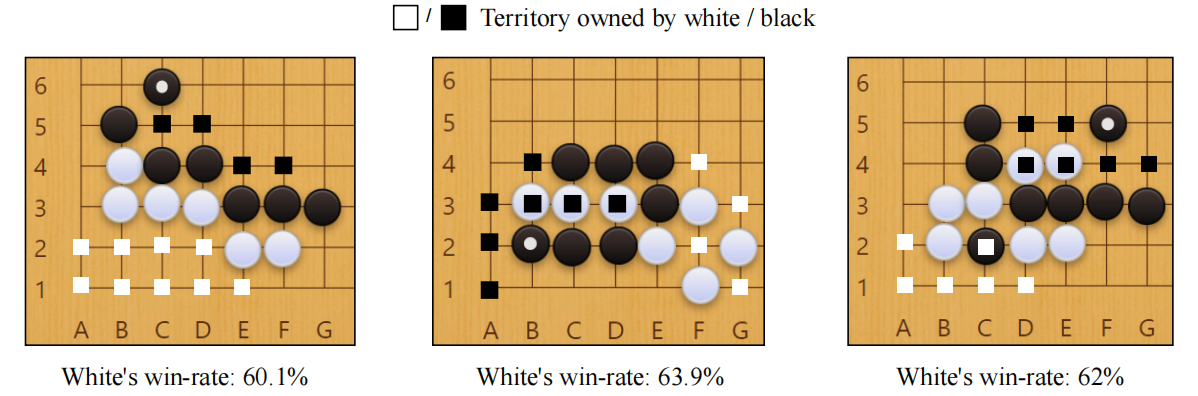 / Territory owned by white / black
6 6 6
5 5 5
4 4 4
3 3 3
2 2 2
1 1 1
A B C D E F G A B C D E F G A B C D E F G
White's win-rate: 60.1% White's win-rate: 63.9% White's win-rate: 62%